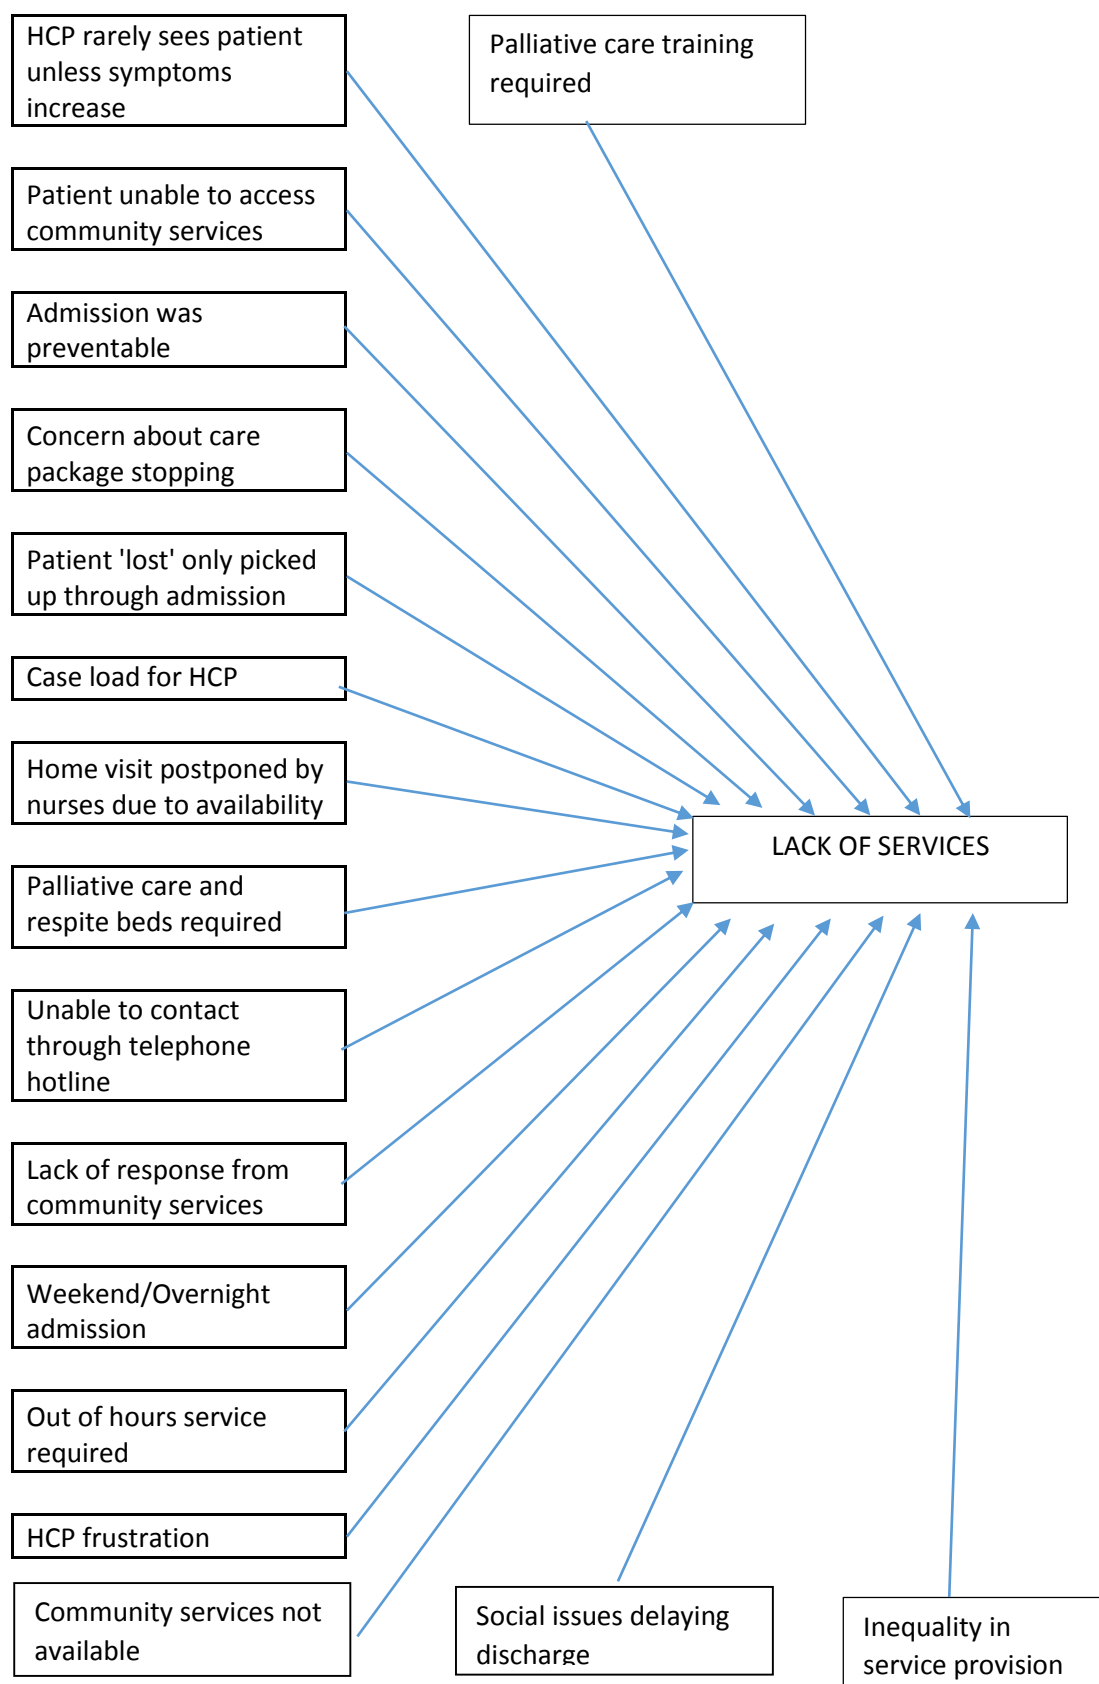 HCP rarely sees patient
unless symptoms
increase
Palliative care training
required
Patient unable to access
community services
Admission was
preventable
Concern about care
package stopping
Patient 'lost' only picked
up through admission
Case load for HCP
Home visit postponed by
nurses due to availability
LACK OF SERVICES
Palliative care and
respite beds required
Unable to contact
through telephone
hotline
Lack of response from
community services
Weekend/Overnight
admission
Out of hours service
required
HCP frustration
Community services not
available
Social issues delaying
discharge
Inequality in
service provision